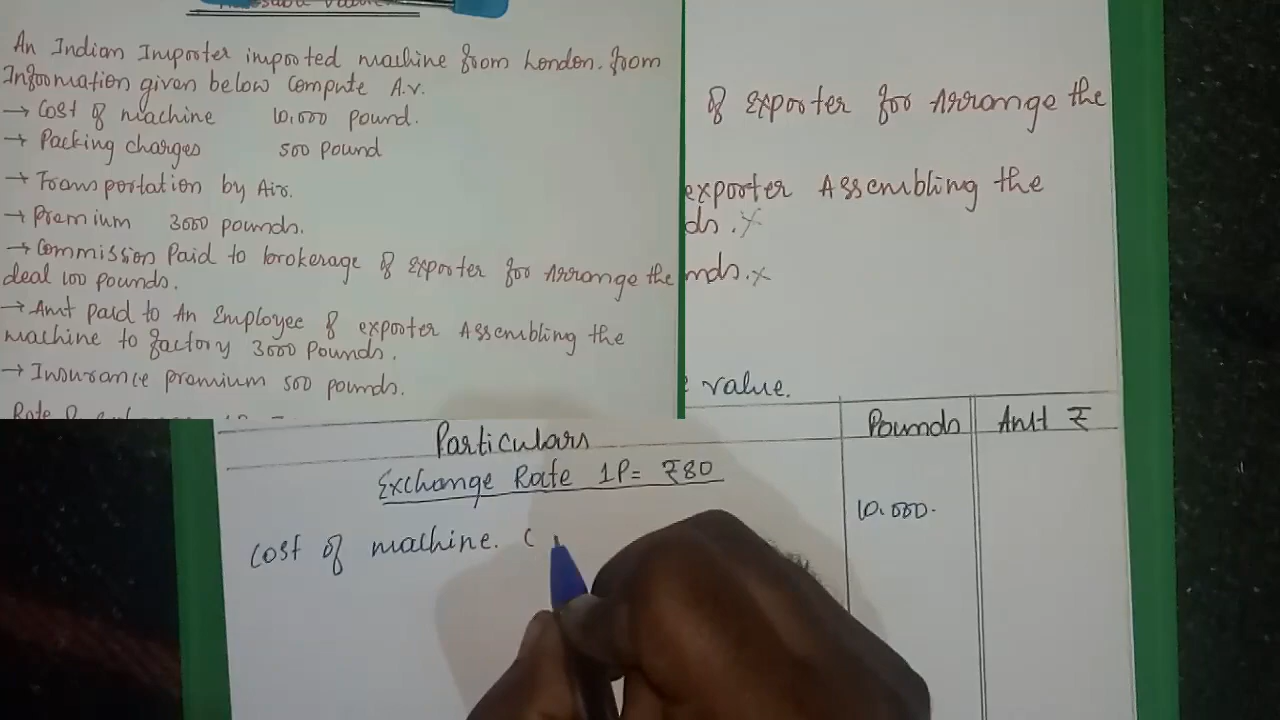 An Indian Importer imported machine from London. from
Information given below compute A.V.
→ Cost of machine 10,000 pound.
→ Packing charges 500 pound
→ Transportation by Air.
→ Premium 3000 pounds.
→ Commission Paid to brokerage of exporter for Arrange the
deal 100 pounds.
→ Amt paid to An Employee of exporter Assembling the
machine to factory 3000 Pounds.
→ Insurance premium 500 pounds.
of exporter for Arrange the
exporter Assembling the
ds. ×
nds. ×
value.
Particulars Pounds Amt ₹
Exchange Rate 1P= ₹80
Cost of machine. ( 10,000.